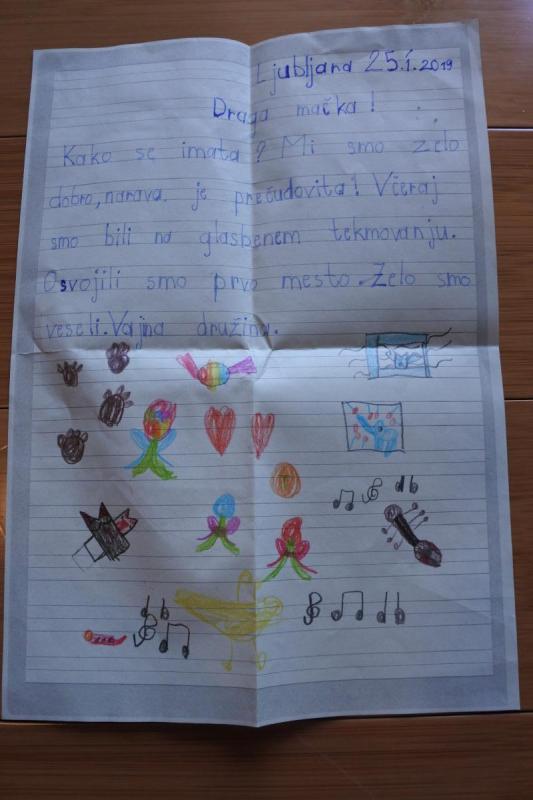 Ljubljana 25.1.2019
Draga mačka!
Kako se imata? Mi smo zelo
dobro, narava je prečudovita! Včeraj
smo bili na glasbenem tekmovanju.
Osvojili smo prvo mesto. Zelo smo
veseli. Vajna družina.